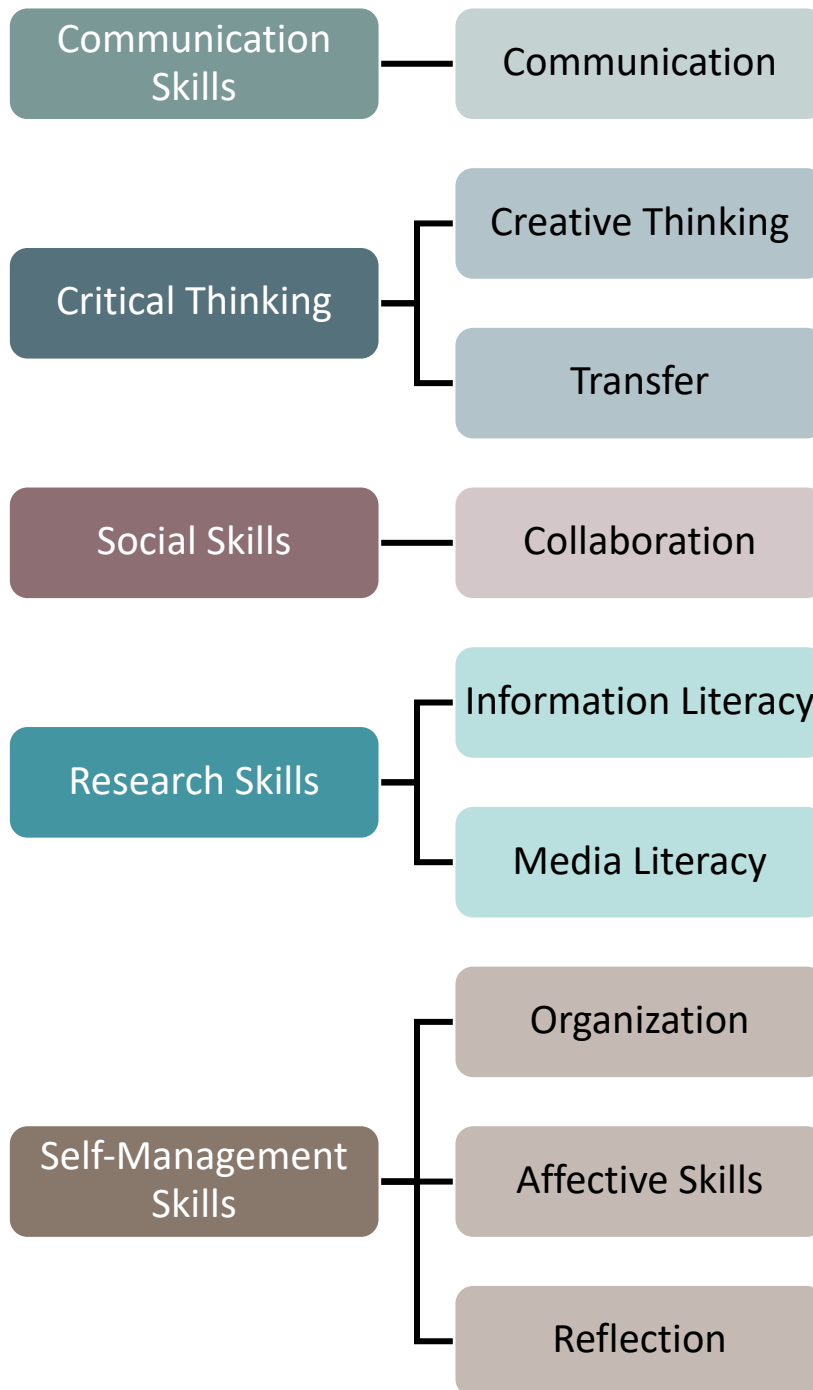 Communication
Skills
Communication
Critical Thinking
Creative Thinking
Transfer
Social Skills
Collaboration
Research Skills
Information Literacy
Media Literacy
Self-Management
Skills
Organization
Affective Skills
Reflection